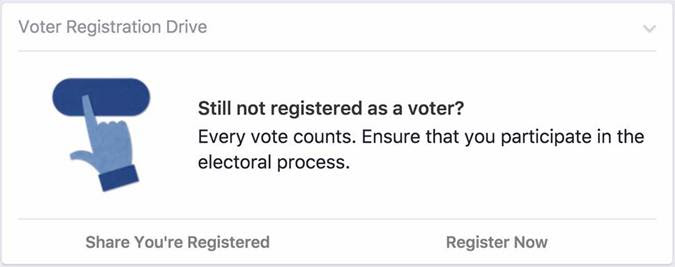 Voter Registration Drive
Still not registered as a voter?
Every vote counts. Ensure that you participate in the
electoral process.
Share You're Registered
Register Now